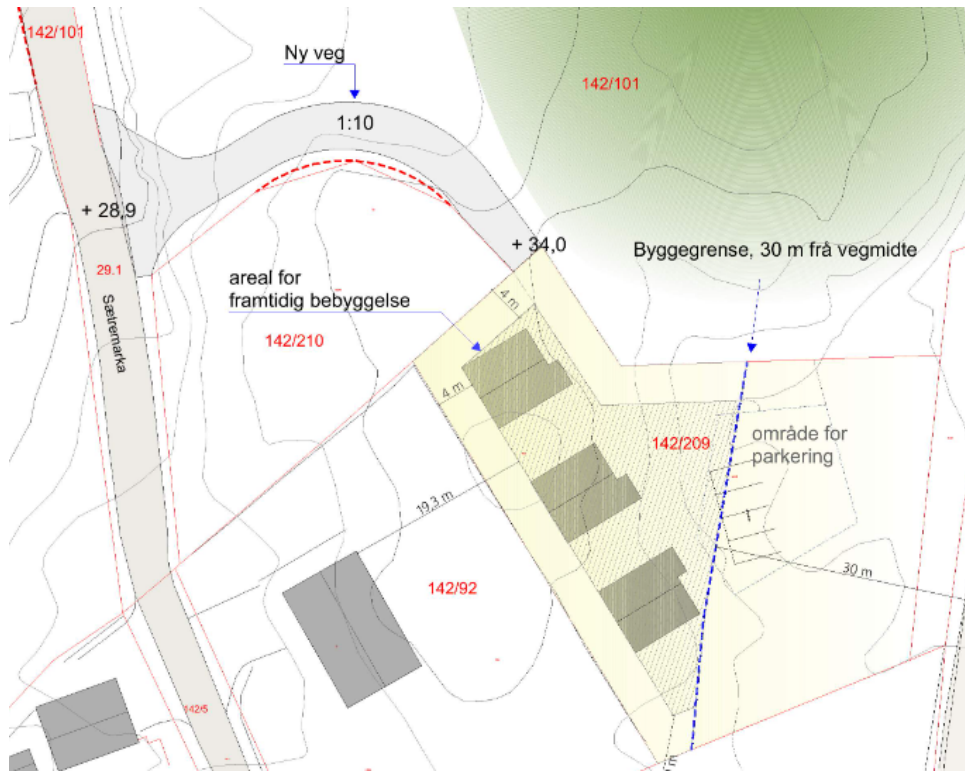 142/101
Ny veg
142/101
1:10
+ 28,9
+ 34,0
Byggegrense, 30 m frå vegmidte
29.1
areal for
framtidig bebyggelse
4 m
Sætremarka
142/210
4 m
142/209
område for
parkering
19,3 m
30 m
142/92
142/5